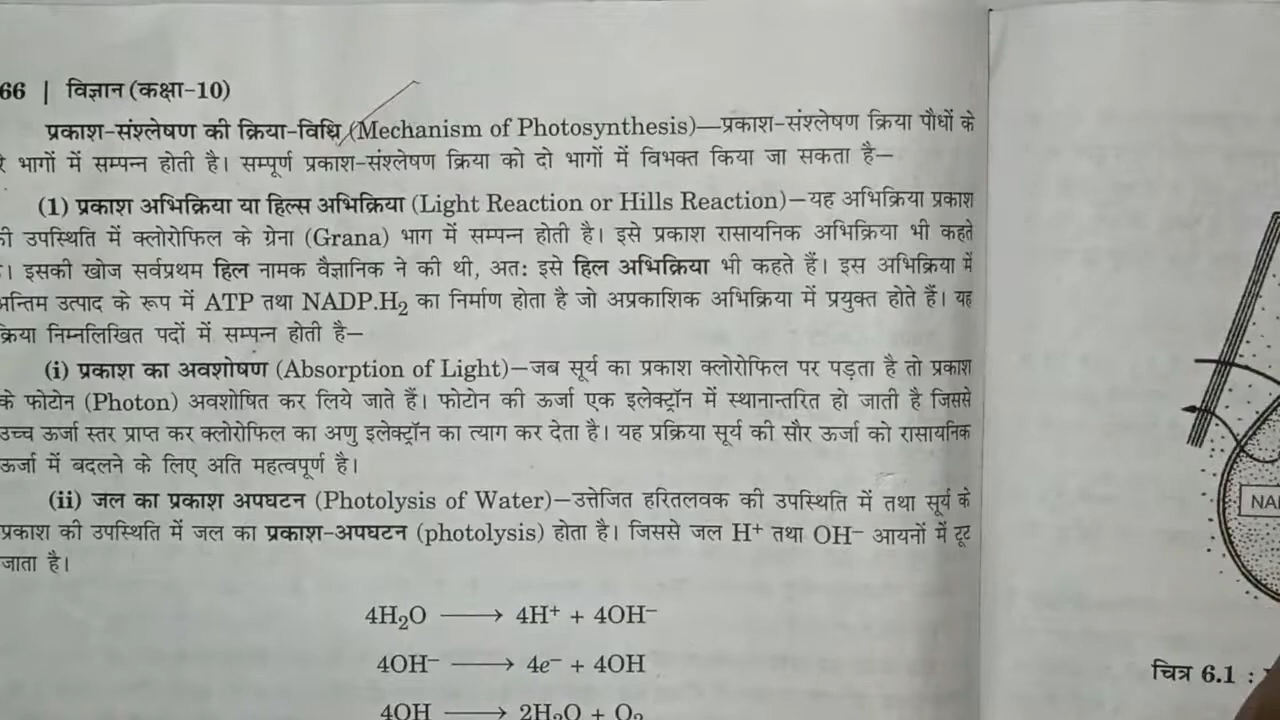 66 | विज्ञान (कक्षा-10)
प्रकाश-संश्लेषण की क्रिया-विधि (Mechanism of Photosynthesis)—प्रकाश-संश्लेषण क्रिया पौधों के
भागों में सम्पन्न होती है। सम्पूर्ण प्रकाश-संश्लेषण क्रिया को दो भागों में विभक्त किया जा सकता है—
(1) प्रकाश अभिक्रिया या हिल्स अभिक्रिया (Light Reaction or Hills Reaction)—यह अभिक्रिया प्रकाश
उपस्थिति में क्लोरोफिल के ग्रेना (Grana) भाग में सम्पन्न होती है। इसे प्रकाश रासायनिक अभिक्रिया भी कहते
। इसकी खोज सर्वप्रथम हिल नामक वैज्ञानिक ने की थी, अतः इसे हिल अभिक्रिया भी कहते हैं। इस अभिक्रिया में
अन्तिम उत्पाद के रूप में ATP तथा NADP.H₂ का निर्माण होता है जो अप्रकाशिक अभिक्रिया में प्रयुक्त होते हैं। यह
क्रिया निम्नलिखित पदों में सम्पन्न होती है—
(i) प्रकाश का अवशोषण (Absorption of Light)—जब सूर्य का प्रकाश क्लोरोफिल पर पड़ता है तो प्रकाश
के फोटोन (Photon) अवशोषित कर लिये जाते हैं। फोटोन की ऊर्जा एक इलेक्ट्रॉन में स्थानान्तरित हो जाती है जिससे
उच्च ऊर्जा स्तर प्राप्त कर क्लोरोफिल का अणु इलेक्ट्रॉन का त्याग कर देता है। यह प्रक्रिया सूर्य की सौर ऊर्जा को रासायनिक
ऊर्जा में बदलने के लिए अति महत्वपूर्ण है।
(ii) जल का प्रकाश अपघटन (Photolysis of Water)—उत्तेजित हरितलवक की उपस्थिति में तथा सूर्य के
प्रकाश की उपस्थिति में जल का प्रकाश-अपघटन (photolysis) होता है। जिससे जल H⁺ तथा OH⁻ आयनों में टूट
जाता है।
4H₂O ⟶ 4H⁺ + 4OH⁻
4OH⁻ ⟶ 4e⁻ + 4OH
4OH ⟶ 2H₂O + O₂
चित्र 6.1 :